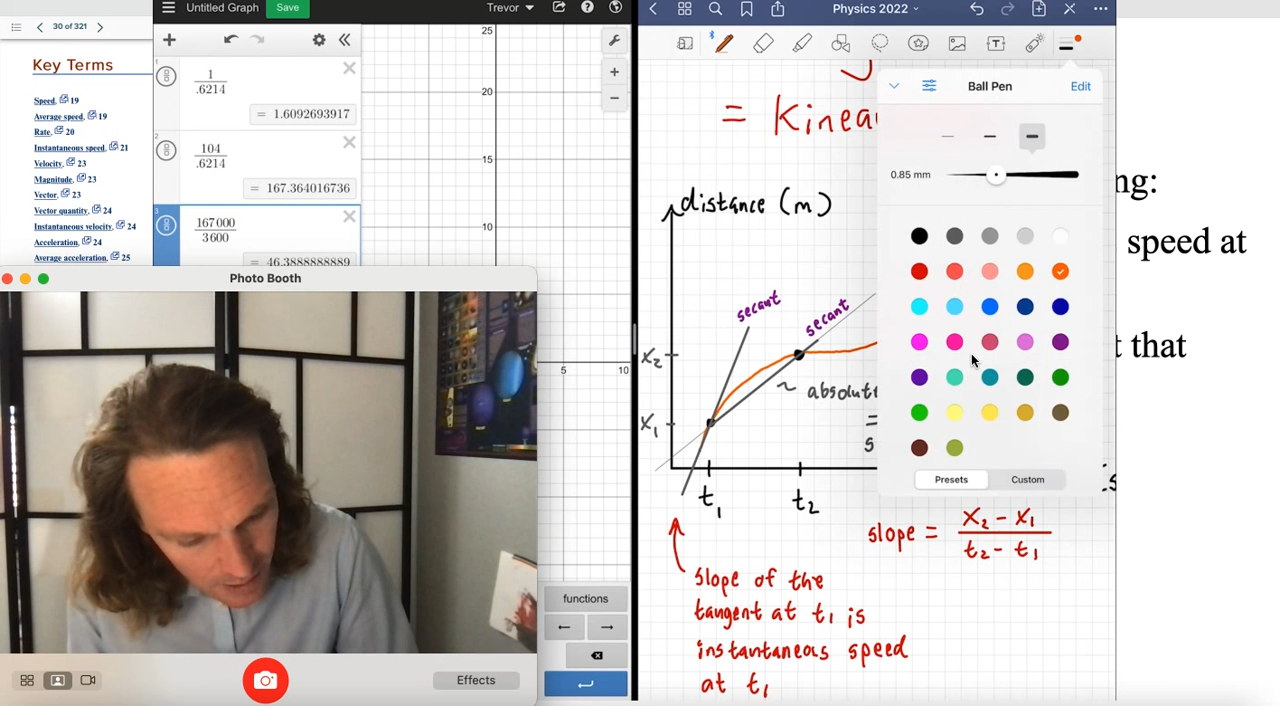 30 of 321
Key Terms
Speed, 19
Average speed, 19
Rate, 20
Instantaneous speed, 21
Velocity, 23
Magnitude, 23
Vector, 23
Vector quantity, 24
Instantaneous velocity, 24
Acceleration, 24
Average acceleration, 25
Untitled Graph
Save
Trevor
1
1
.6214
= 1.6092693917
2
104
.6214
= 167.364016736
3
167000
3600
= 46.3888888889
25
20
15
10
5
10
functions
Photo Booth
Effects
Physics 2022
= Kinea
distance (m)
secant
secant
x2
x1
~ absolut
=
s
t1
t2
slope = x2 - x1
t2 - t1
slope of the
tangent at t1 is
instantaneous speed
at t1
Ball Pen
Edit
0.85 mm
Presets
Custom
ng:
speed at
t that